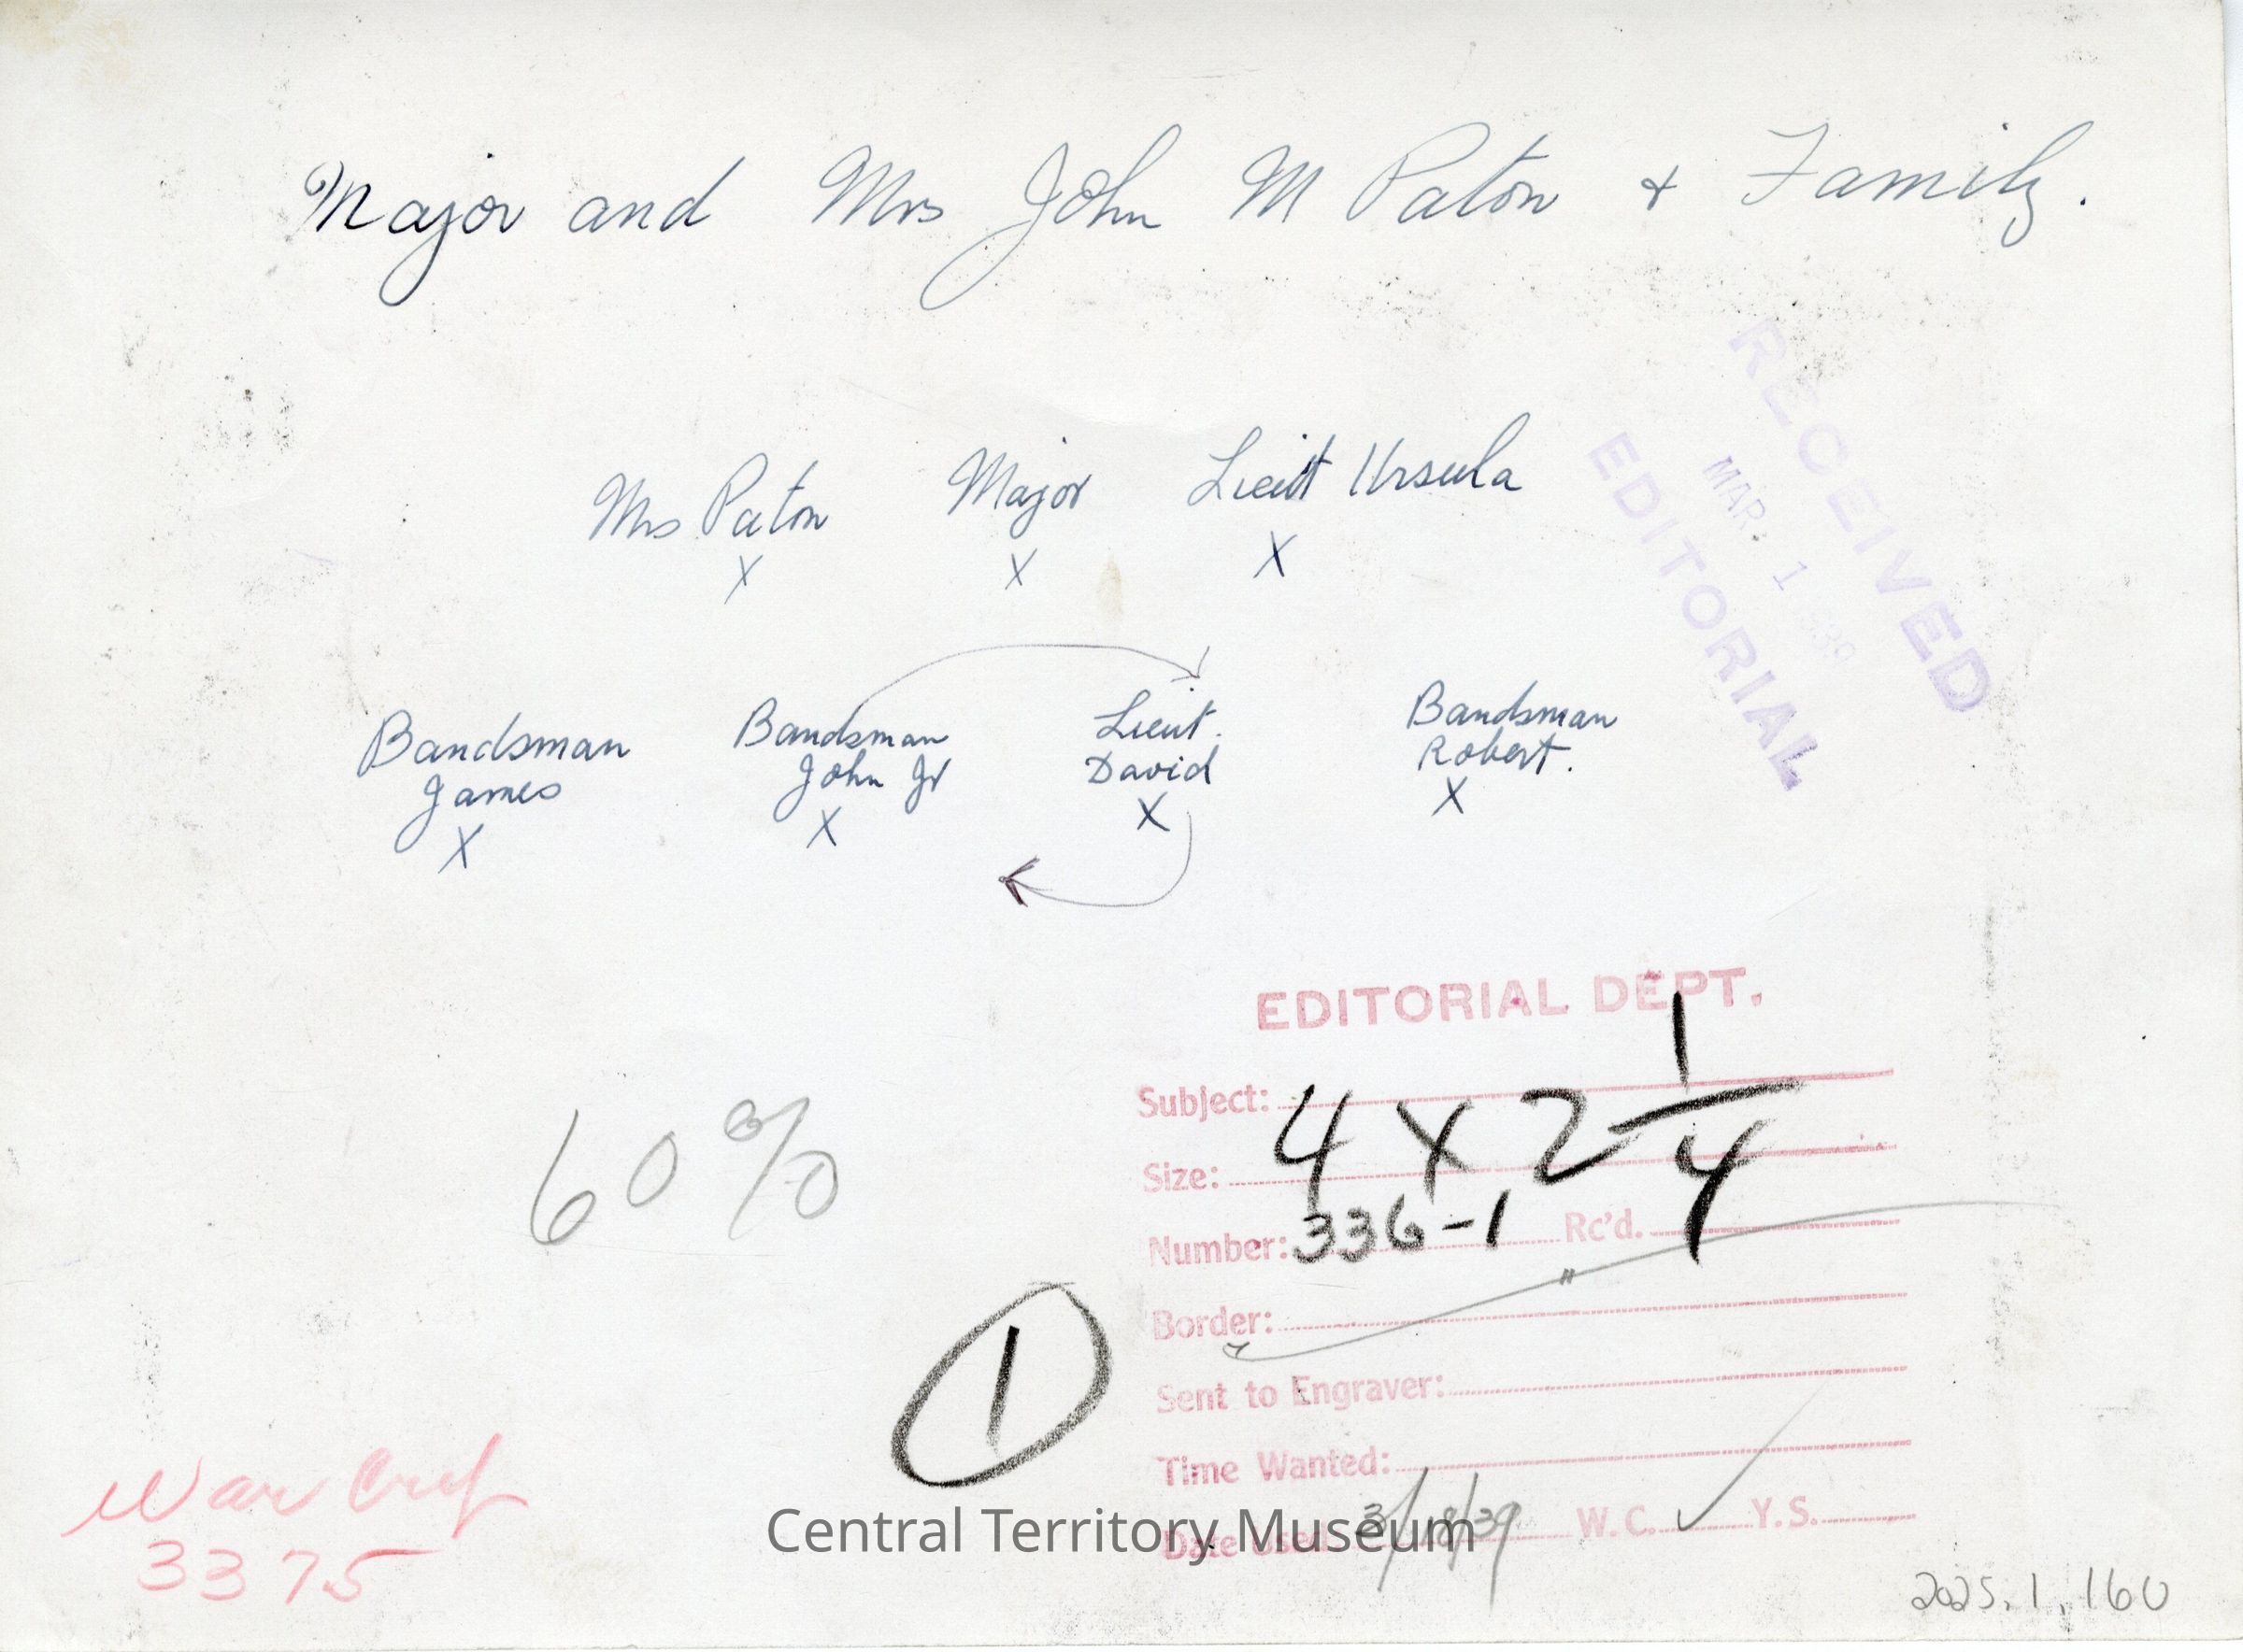 Major and Mrs John M Paton & Family.
Mrs Paton Major Lieut Ursula
X X X
Bandsman James
X
Bandsman John Jr
X
Lieut. David
X
Bandsman Robert.
X
RECEIVED
MAR. 1
EDITORIAL
EDITORIAL DEPT.
Subject:
4 X 2 1/4
Size:
Number: 336-1 Rc'd.
Border:
Sent to Engraver:
Time Wanted:
Date Used 3/18/39 W.C. ✓ Y.S.
60%
1
War Cry
3375
Central Territory Museum
2025.1.160